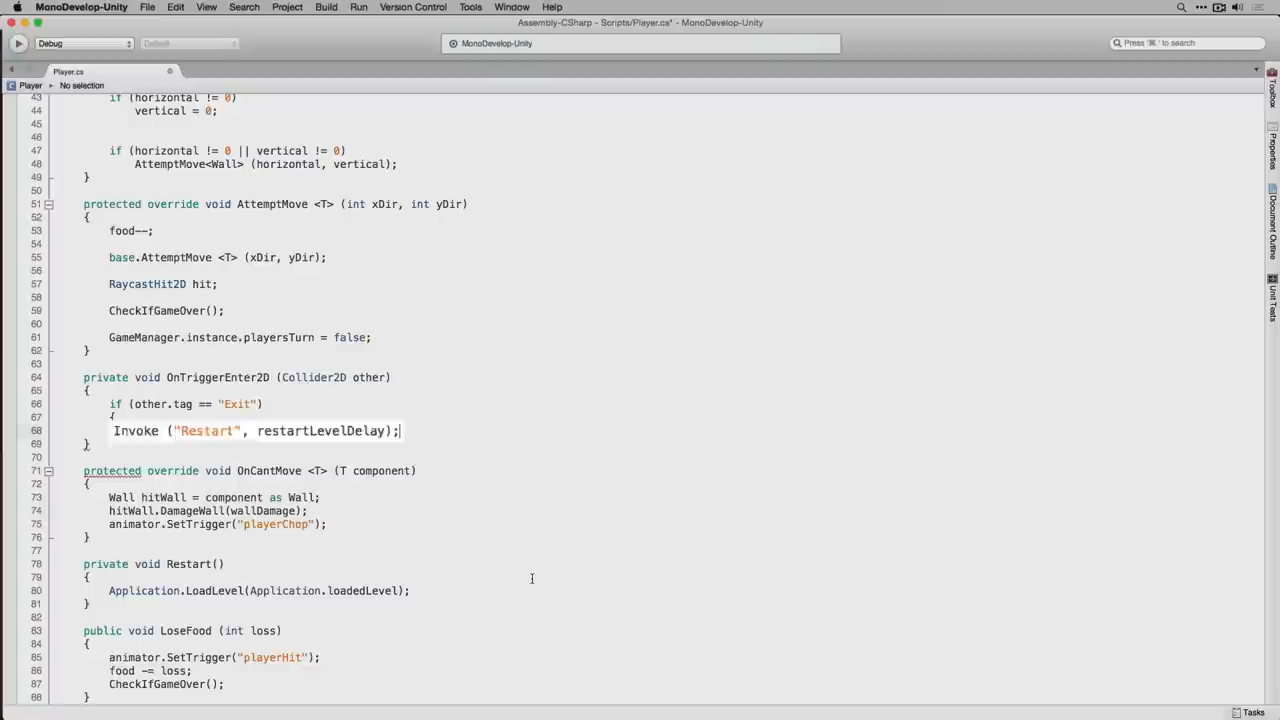 MonoDevelop-Unity File Edit View Search Project Build Run Version Control Tools Window Help
Assembly-CSharp - Scripts/Player.cs* - MonoDevelop-Unity
Debug Default MonoDevelop-Unity Press '⌘.' to search
Player.cs
Player ▸ No selection
43 if (horizontal != 0)
44 vertical = 0;
45
46
47 if (horizontal != 0 || vertical != 0)
48 AttemptMove<Wall> (horizontal, vertical);
49 }
50
51 protected override void AttemptMove <T> (int xDir, int yDir)
52 {
53 food--;
54
55 base.AttemptMove <T> (xDir, yDir);
56
57 RaycastHit2D hit;
58
59 CheckIfGameOver();
60
61 GameManager.instance.playersTurn = false;
62 }
63
64 private void OnTriggerEnter2D (Collider2D other)
65 {
66 if (other.tag == "Exit")
67 {
68 Invoke ("Restart", restartLevelDelay);
69 }
70
71 protected override void OnCantMove <T> (T component)
72 {
73 Wall hitWall = component as Wall;
74 hitWall.DamageWall(wallDamage);
75 animator.SetTrigger("playerChop");
76 }
77
78 private void Restart()
79 {
80 Application.LoadLevel(Application.loadedLevel);
81 }
82
83 public void LoseFood (int loss)
84 {
85 animator.SetTrigger("playerHit");
86 food -= loss;
87 CheckIfGameOver();
88 }
Toolbox
Properties
Document Outline
Unit Tests
Tasks